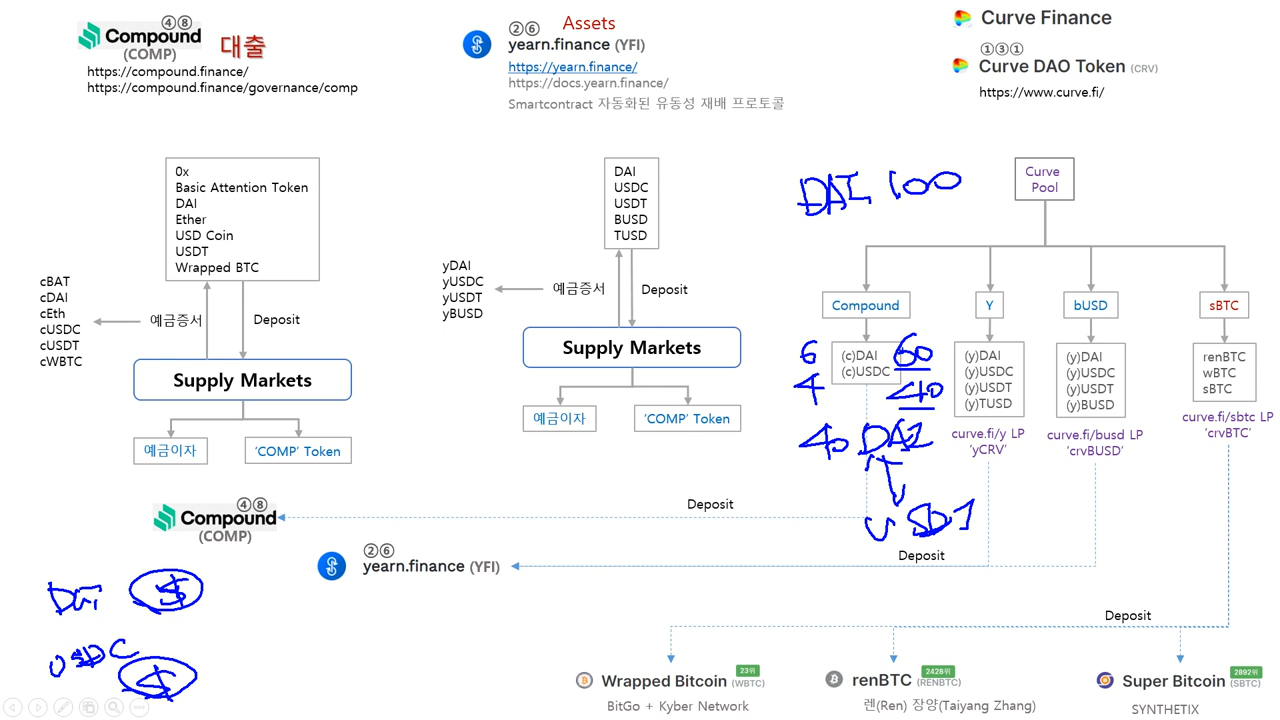 ④⑧
Compound
(COMP)
대출
https://compound.finance/
https://compound.finance/governance/comp
②⑥
Assets
yearn.finance (YFI)
https://yearn.finance/
https://docs.yearn.finance/
Smartcontract 자동화된 유동성 재배 프로토콜
Curve Finance
①③①
Curve DAO Token (CRV)
https://www.curve.fi/
0x
Basic Attention Token
DAI
Ether
USD Coin
USDT
Wrapped BTC
cBAT
cDAI
cEth
cUSDC
cUSDT
cWBTC
예금증서
Deposit
Supply Markets
예금이자
‘COMP’ Token
DAI
USDC
USDT
BUSD
TUSD
yDAI
yUSDC
yUSDT
yBUSD
예금증서
Deposit
Supply Markets
예금이자
‘COMP’ Token
DAI 100
Curve
Pool
Compound
Y
bUSD
sBTC
6
4
(c)DAI
(c)USDC
60
40
(y)DAI
(y)USDC
(y)USDT
(y)TUSD
(y)DAI
(y)USDC
(y)USDT
(y)BUSD
renBTC
wBTC
sBTC
40 DAI
curve.fi/y LP
‘yCRV’
curve.fi/busd LP
‘crvBUSD’
curve.fi/sbtc LP
‘crvBTC’
④⑧
Compound
(COMP)
Deposit
②⑥
yearn.finance (YFI)
Deposit
DAI $
USDC
$
Deposit
Wrapped Bitcoin (WBTC)
23위
BitGo + Kyber Network
renBTC (RENBTC)
2428위
렌(Ren) 장양(Taiyang Zhang)
Super Bitcoin (SBTC)
2892위
SYNTHETIX